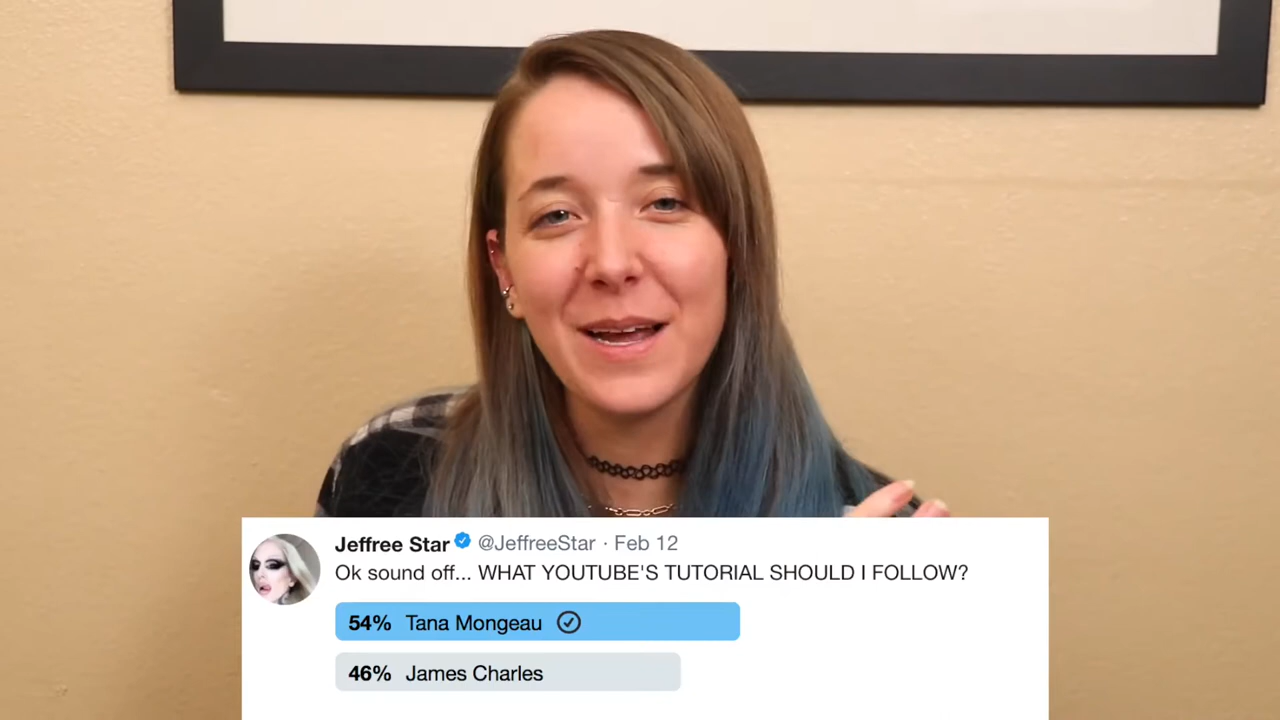 Jeffree Star @JeffreeStar · Feb 12
Ok sound off... WHAT YOUTUBE'S TUTORIAL SHOULD I FOLLOW?
54% Tana Mongeau
46% James Charles